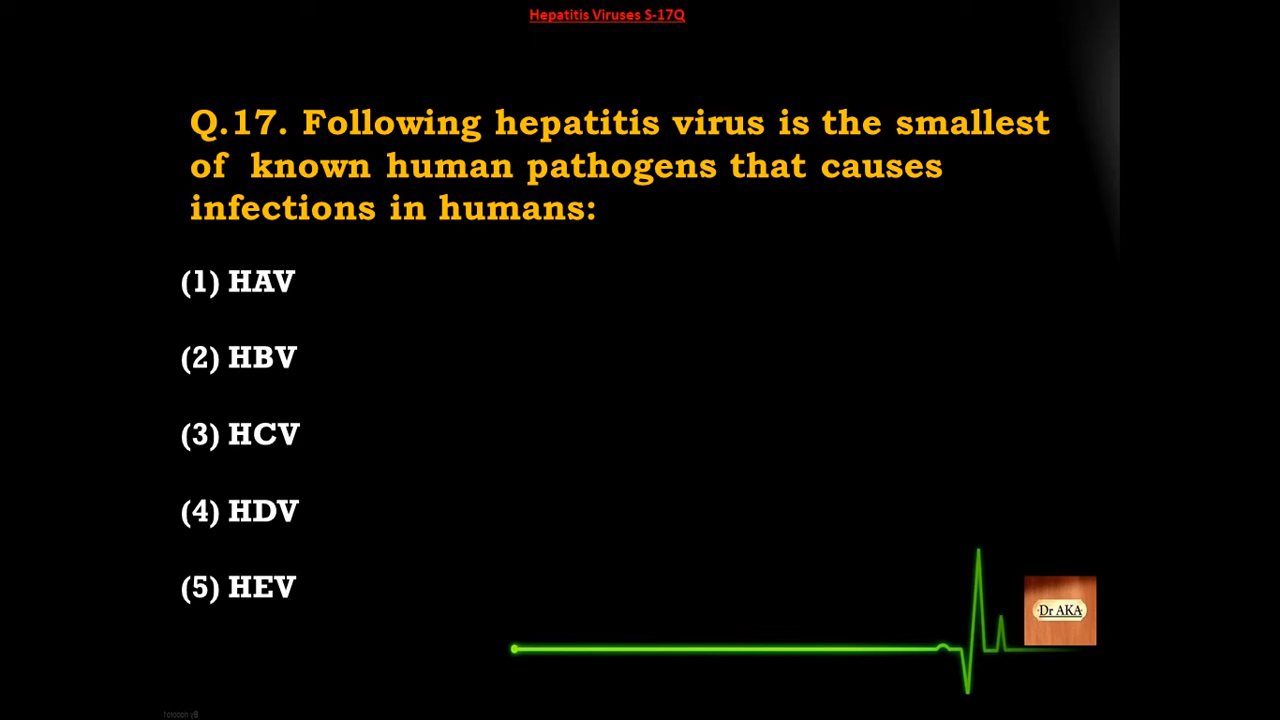 Hepatitis Viruses S-17Q
Q.17. Following hepatitis virus is the smallest
of known human pathogens that causes
infections in humans:
(1) HAV
(2) HBV
(3) HCV
(4) HDV
(5) HEV
Dr AKA